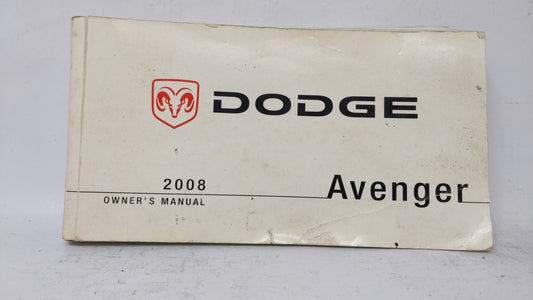 DODGE
2008
OWNER'S MANUAL
Avenger